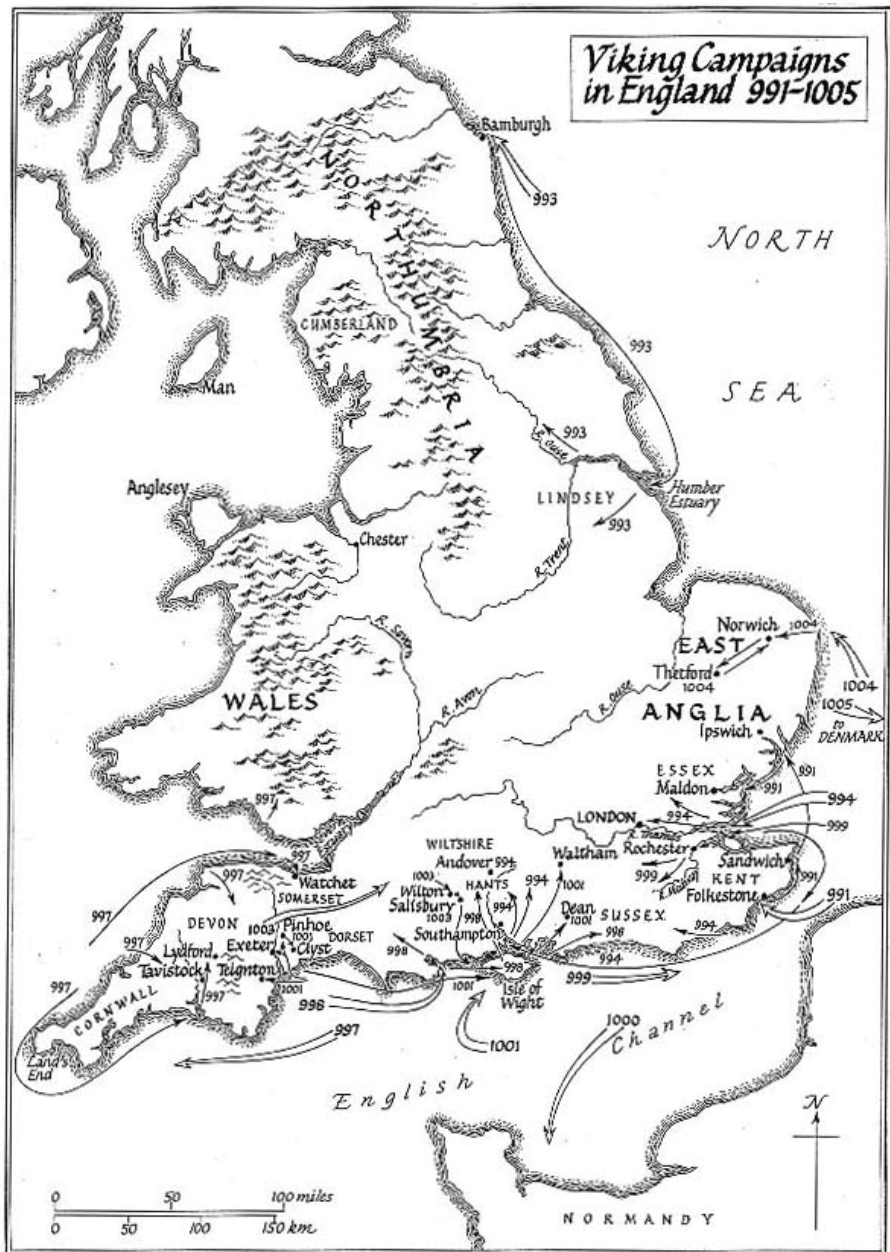 Viking Campaigns
in England 991–1005
Bamburgh
993
NORTH
SEA
NORTHUMBRIA
CUMBERLAND
993
Man
993
R. Ouse
Humber
Estuary
LINDSEY
993
Anglesey
Chester
R. Trent
R. Severn
Norwich
1004
EAST
Thetford
1004
1004
1005
to
DENMARK
WALES
R. Avon
R. Ouse
ANGLIA
Ipswich
991
ESSEX
Maldon
991
994
LONDON
994
999
R. Thames
Rochester
999
R. Medway
Sandwich
KENT
991
Folkestone
991
997
997
Watchet
997
SOMERSET
WILTSHIRE
Andover
994
1003
Wilton
HANTS
Salisbury
1003
998
994
994
Waltham
1001
Dean
1001
SUSSEX
Southampton
998
994
994
997
DEVON
1003
Pinhoe
1001
DORSET
997
Lydford
Exeter
Clyst
Tavistock
Teignton
1001
998
1001
998
Isle of
Wight
999
997
CORNWALL
997
998
997
1001
1000
Land's
End
English
Channel
N
0 50 100 miles
0 50 100 150 km
NORMANDY